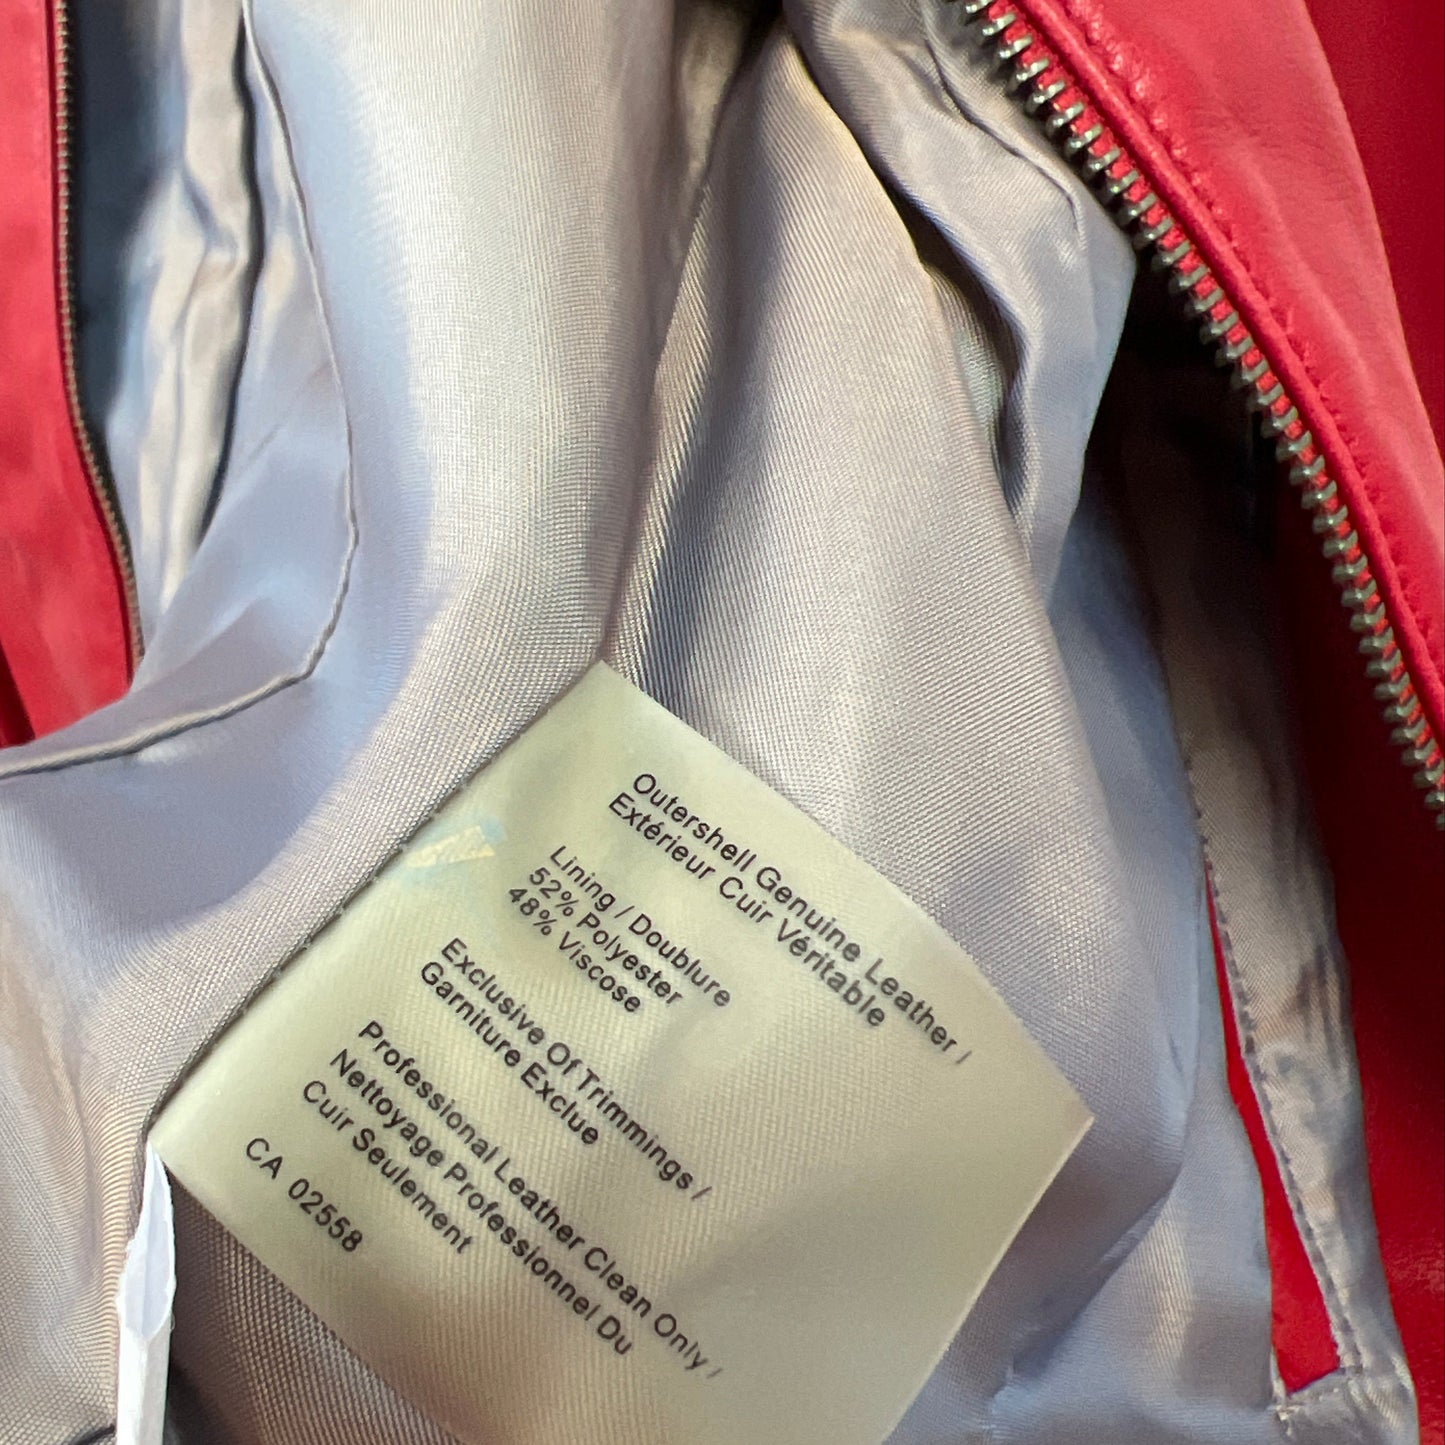 Outershell Genuine Leather /
Extérieur Cuir Véritable
Lining / Doublure
52% Polyester
48% Viscose
Exclusive Of Trimmings /
Garniture Exclue
Professional Leather Clean Only /
Nettoyage Professionnel Du
Cuir Seulement
CA 02558